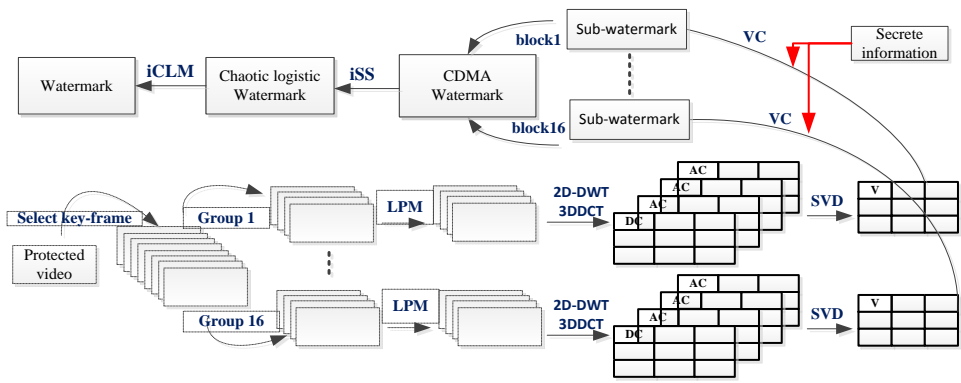 block1
Sub-watermark
VC
Secrete
information
Watermark
iCLM
Chaotic logistic
Watermark
iSS
CDMA
Watermark
block16
Sub-watermark
VC
Select key-frame
Protected
video
Group 1
LPM
2D-DWT
3DDCT
AC
AC
AC
DC
SVD
V
Group 16
LPM
2D-DWT
3DDCT
AC
AC
DC
SVD
V